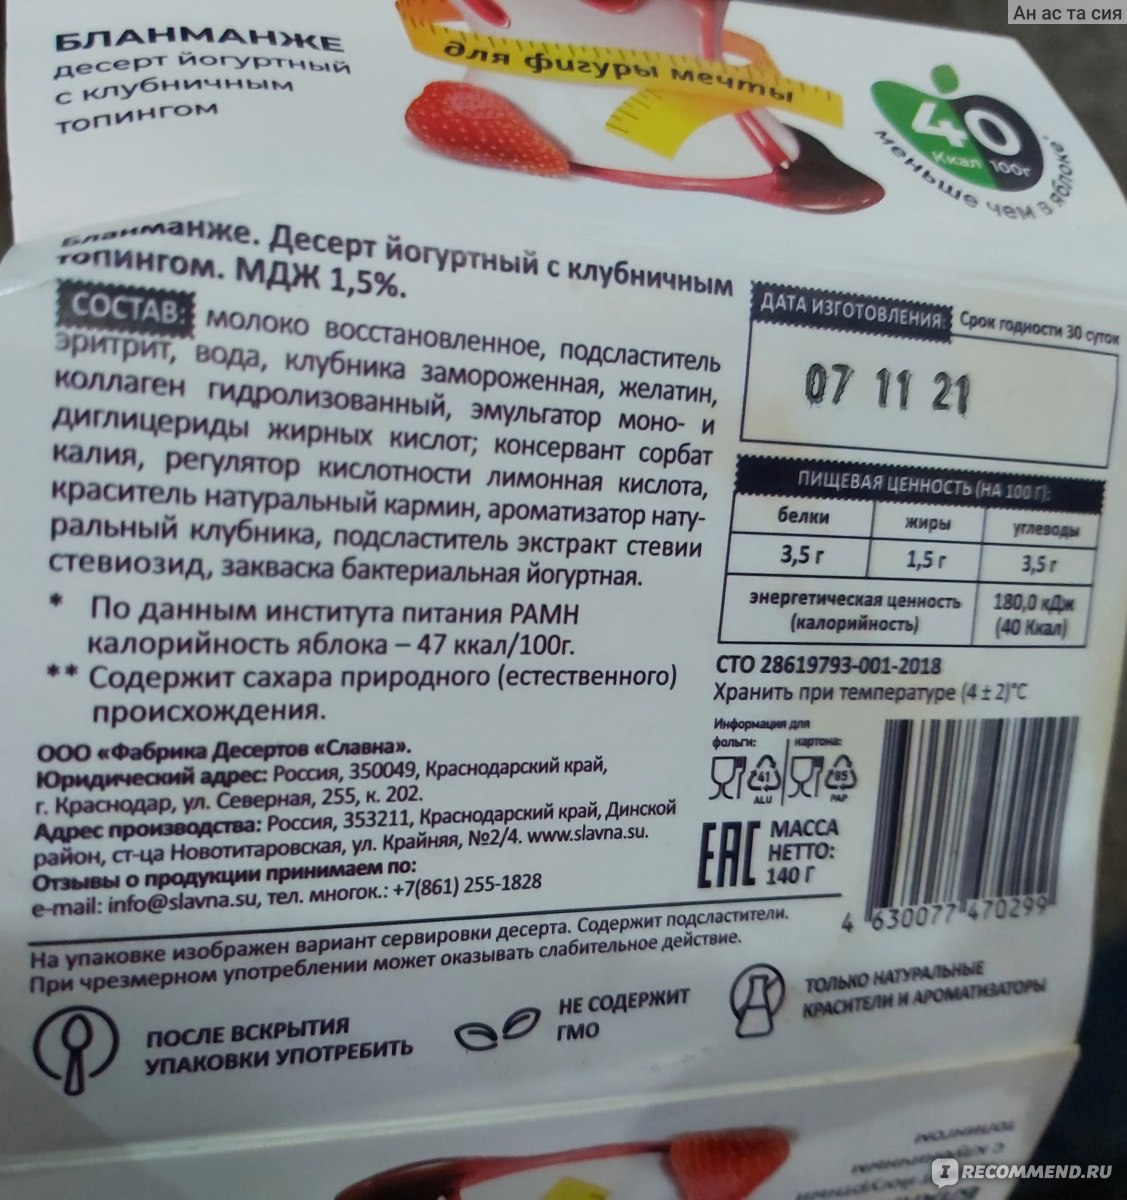 Ан ас та сия
БЛАНМАНЖЕ
десерт йогуртный
с клубничным
топингом
для фигуры мечты
40
Ккал 100г
меньше чем в яблоке*
Бланманже. Десерт йогуртный с клубничным
топингом. МДЖ 1,5%.
СОСТАВ: молоко восстановленное, подсластитель
эритрит, вода, клубника замороженная, желатин,
коллаген гидролизованный, эмульгатор моно- и
диглицериды жирных кислот; консервант сорбат
калия, регулятор кислотности лимонная кислота,
краситель натуральный кармин, ароматизатор нату-
ральный клубника, подсластитель экстракт стевии
стевиозид, закваска бактериальная йогуртная.
* По данным института питания РАМН
калорийность яблока – 47 ккал/100г.
** Содержит сахара природного (естественного)
происхождения.
ООО «Фабрика Десертов «Славна».
Юридический адрес: Россия, 350049, Краснодарский край,
г. Краснодар, ул. Северная, 255, к. 202.
Адрес производства: Россия, 353211, Краснодарский край, Динской
район, ст-ца Новотитаровская, ул. Крайняя, №2/4. www.slavna.su.
Отзывы о продукции принимаем по:
e-mail: info@slavna.su, тел. многок.: +7(861) 255-1828
ДАТА ИЗГОТОВЛЕНИЯ: Срок годности 30 суток
07 11 21
ПИЩЕВАЯ ЦЕННОСТЬ (НА 100 Г):
белки жиры углеводы
3,5 г 1,5 г 3,5 г
энергетическая ценность 180,0 кДж
(калорийность) (40 Ккал)
СТО 28619793-001-2018
Хранить при температуре (4 ± 2)°С
Информация для
фольги: картона:
41 85
ALU PAP
ЕАС
МАССА
НЕТТО:
140 Г
4 630077 470299
На упаковке изображен вариант сервировки десерта. Содержит подсластители.
При чрезмерном употреблении может оказывать слабительное действие.
ПОСЛЕ ВСКРЫТИЯ
УПАКОВКИ УПОТРЕБИТЬ
НЕ СОДЕРЖИТ
ГМО
ТОЛЬКО НАТУРАЛЬНЫЕ
КРАСИТЕЛИ И АРОМАТИЗАТОРЫ
топингом
с клубничным
десерт йогуртный
IRECOMMEND.RU